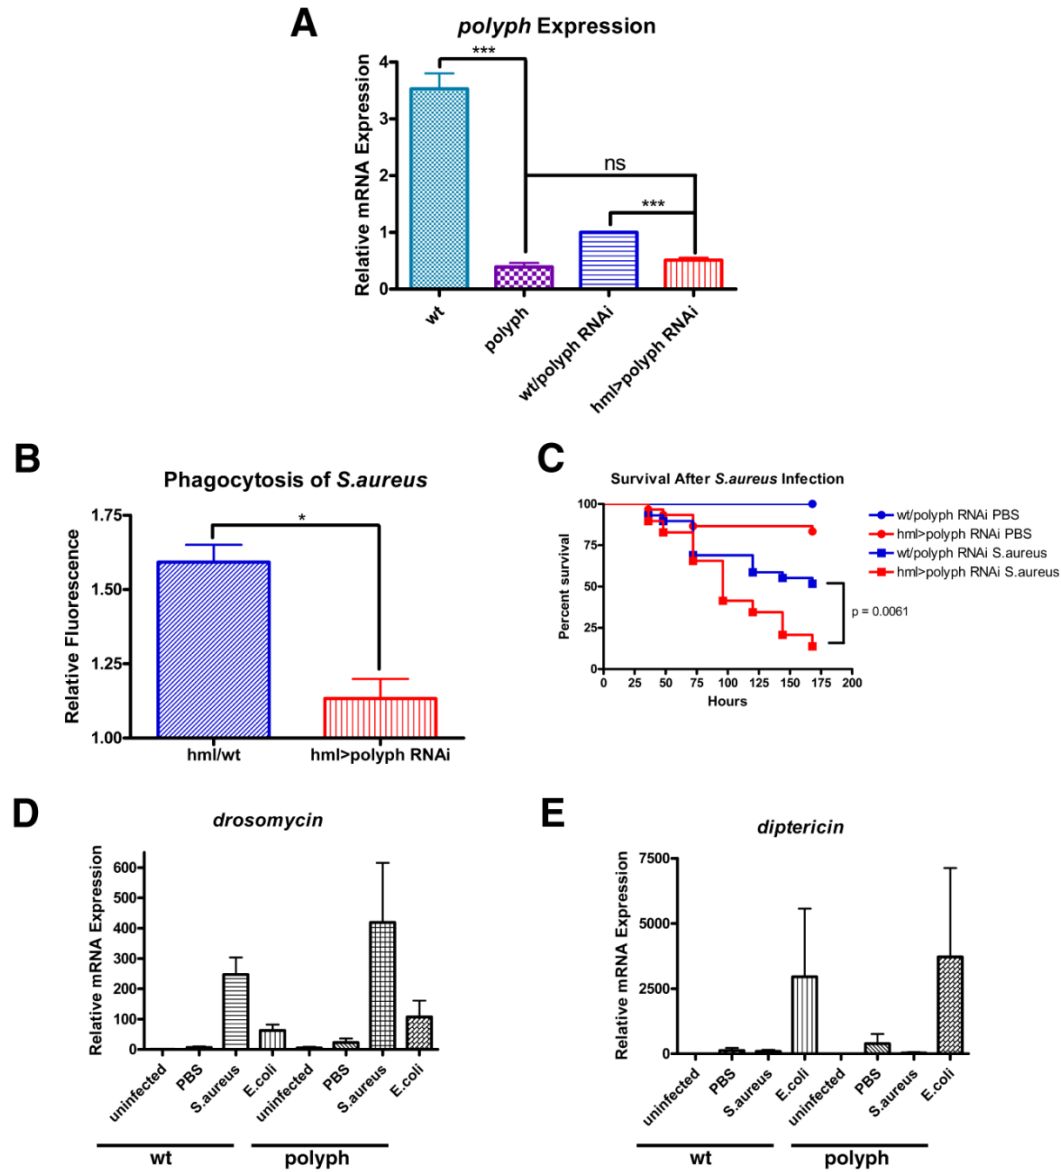 A
polyph Expression
Relative mRNA Expression
4
3
2
1
0
***
ns
***
wt
polyph
wt/polyph RNAi
hml>polyph RNAi
B
Phagocytosis of S.aureus
Relative Fluorescence
1.75
1.50
1.25
1.00
*
hml/wt
hml>polyph RNAi
C
Survival After S.aureus Infection
Percent survival
100
75
50
25
0
0 25 50 75 100 125 150 175 200
Hours
wt/polyph RNAi PBS
hml>polyph RNAi PBS
wt/polyph RNAi S.aureus
hml>polyph RNAi S.aureus
p = 0.0061
D
drosomycin
Relative mRNA Expression
600
500
400
300
200
100
0
uninfected
PBS
S.aureus
E.coli
uninfected
PBS
S.aureus
E.coli
wt
polyph
E
diptericin
Relative mRNA Expression
7500
5000
2500
0
uninfected
PBS
S.aureus
E.coli
uninfected
PBS
S.aureus
E.coli
wt
polyph